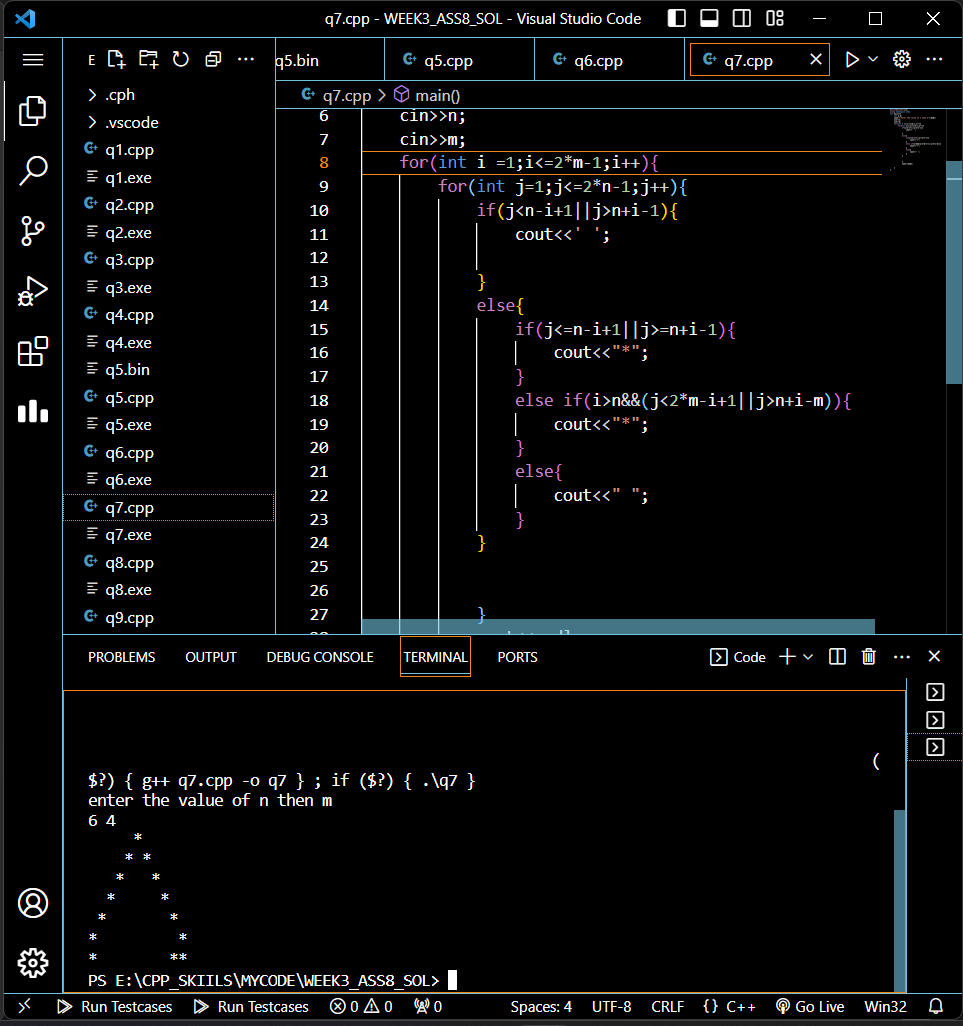 q7.cpp - WEEK3_ASS8_SOL - Visual Studio Code
E
.cph
.vscode
q1.cpp
q1.exe
q2.cpp
q2.exe
q3.cpp
q3.exe
q4.cpp
q4.exe
q5.bin
q5.cpp
q5.exe
q6.cpp
q6.exe
q7.cpp
q7.exe
q8.cpp
q8.exe
q9.cpp
q5.bin q5.cpp q6.cpp q7.cpp
q7.cpp > main()
6 cin>>n;
7 cin>>m;
8 for(int i =1;i<=2*m-1;i++){
9 for(int j=1;j<=2*n-1;j++){
10 if(j<n-i+1||j>n+i-1){
11 cout<<' ';
12
13 }
14 else{
15 if(j<=n-i+1||j>=n+i-1){
16 cout<<"*";
17 }
18 else if(i>n&&(j<2*m-i+1||j>n+i-m)){
19 cout<<"*";
20 }
21 else{
22 cout<<" ";
23 }
24 }
25
26
27 }
PROBLEMS OUTPUT DEBUG CONSOLE TERMINAL PORTS Code
(
$?) { g++ q7.cpp -o q7 } ; if ($?) { .\q7 }
enter the value of n then m
6 4
     *
    * *
   *   *
  *     *
 *       *
*         *
*        **
PS E:\CPP_SKIILS\MYCODE\WEEK3_ASS8_SOL>
Run Testcases Run Testcases 0 0 0 Spaces: 4 UTF-8 CRLF {} C++ Go Live Win32